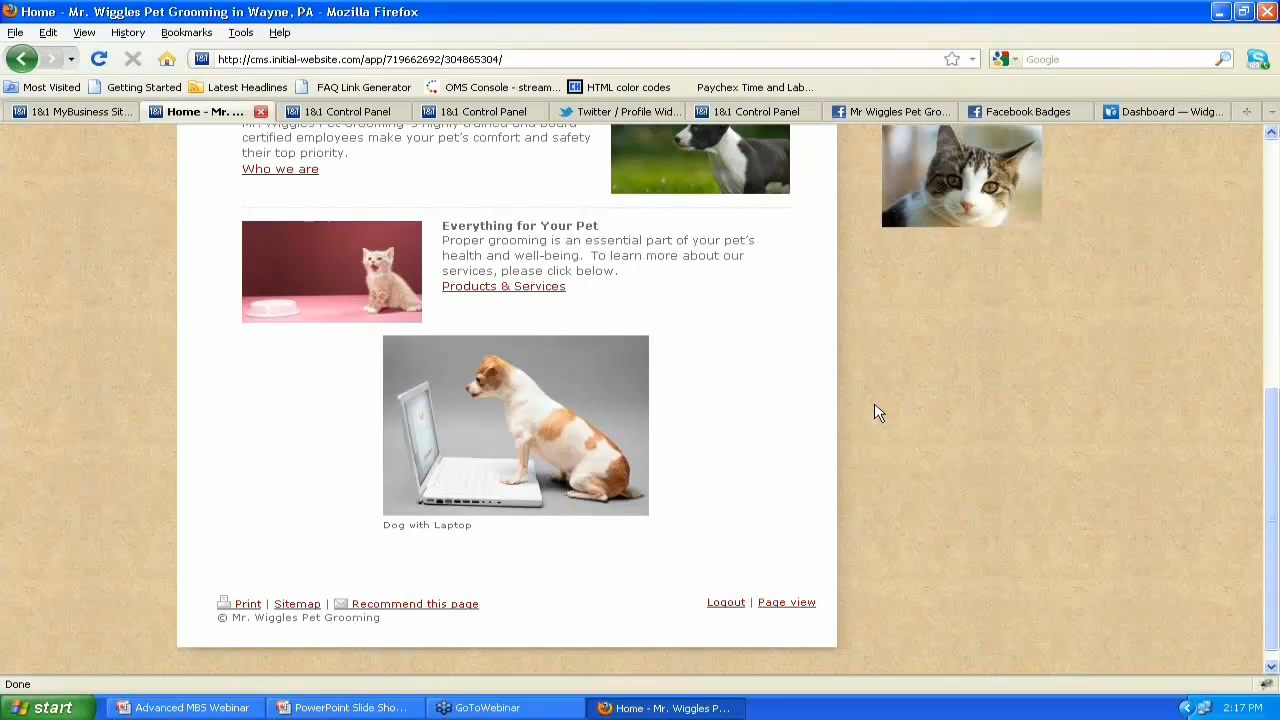 Home - Mr. Wiggles Pet Grooming in Wayne, PA - Mozilla Firefox
File Edit View History Bookmarks Tools Help
http://cms.initial-website.com/app/719662692/304865304/
Google
Most Visited Getting Started Latest Headlines FAQ Link Generator OMS Console - stream... HTML color codes Paychex Time and Lab...
1&1 MyBusiness Sit... Home - Mr. ... 1&1 Control Panel 1&1 Control Panel Twitter / Profile Wid... 1&1 Control Panel Mr Wiggles Pet Gro... Facebook Badges Dashboard — Widg...
certified employees make your pet's comfort and safety
their top priority.
Who we are
Everything for Your Pet
Proper grooming is an essential part of your pet's
health and well-being. To learn more about our
services, please click below.
Products & Services
Dog with Laptop
Print | Sitemap | Recommend this page
Logout | Page view
© Mr. Wiggles Pet Grooming
Done
start Advanced MBS Webinar PowerPoint Slide Sho... GoToWebinar Home - Mr. Wiggles P... 2:17 PM